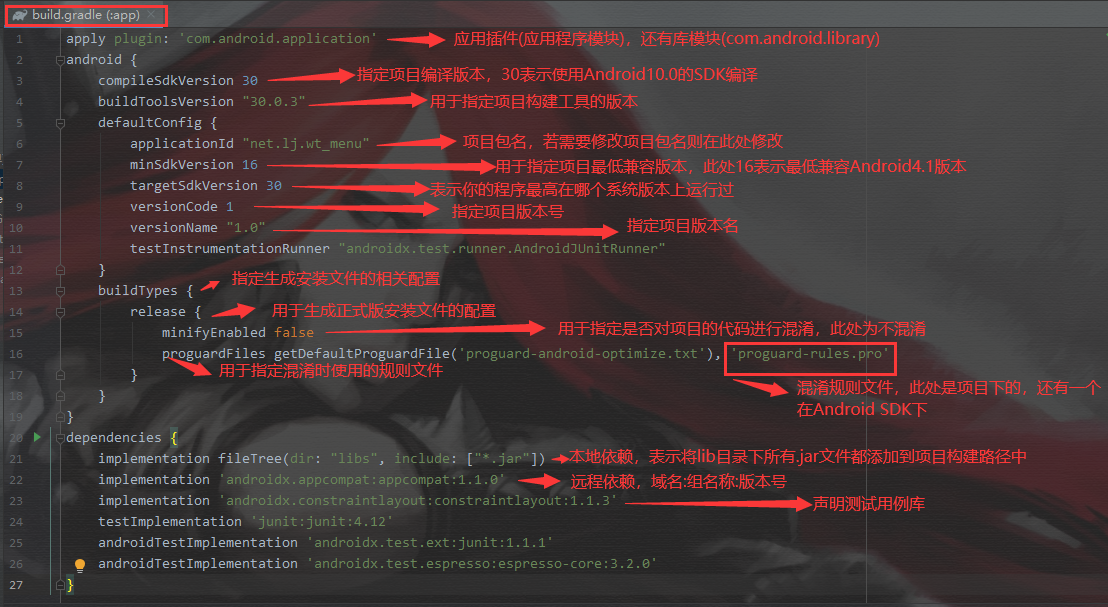 build.gradle (:app)
1 apply plugin: 'com.android.application' 应用插件(应用程序模块)，还有库模块(com.android.library)
2 android {
3 compileSdkVersion 30 指定项目编译版本，30表示使用Android10.0的SDK编译
4 buildToolsVersion "30.0.3" 用于指定项目构建工具的版本
5 defaultConfig {
6 applicationId "net.lj.wt_menu" 项目包名，若需要修改项目包名则在此处修改
7 minSdkVersion 16 用于指定项目最低兼容版本，此处16表示最低兼容Android4.1版本
8 targetSdkVersion 30 表示你的程序最高在哪个系统版本上运行过
9 versionCode 1 指定项目版本号
10 versionName "1.0" 指定项目版本名
11 testInstrumentationRunner "androidx.test.runner.AndroidJUnitRunner"
12 }
13 buildTypes { 指定生成安装文件的相关配置
14 release { 用于生成正式版安装文件的配置
15 minifyEnabled false 用于指定是否对项目的代码进行混淆，此处为不混淆
16 proguardFiles getDefaultProguardFile('proguard-android-optimize.txt'), 'proguard-rules.pro'
17 } 用于指定混淆时使用的规则文件
混淆规则文件，此处是项目下的，还有一个
18 }
在Android SDK下
19 }
20 dependencies {
21 implementation fileTree(dir: "libs", include: ["*.jar"]) 本地依赖，表示将lib目录下所有.jar文件都添加到项目构建路径中
22 implementation 'androidx.appcompat:appcompat:1.1.0' 远程依赖，域名:组名称:版本号
23 implementation 'androidx.constraintlayout:constraintlayout:1.1.3' 声明测试用例库
24 testImplementation 'junit:junit:4.12'
25 androidTestImplementation 'androidx.test.ext:junit:1.1.1'
26 androidTestImplementation 'androidx.test.espresso:espresso-core:3.2.0'
27 }